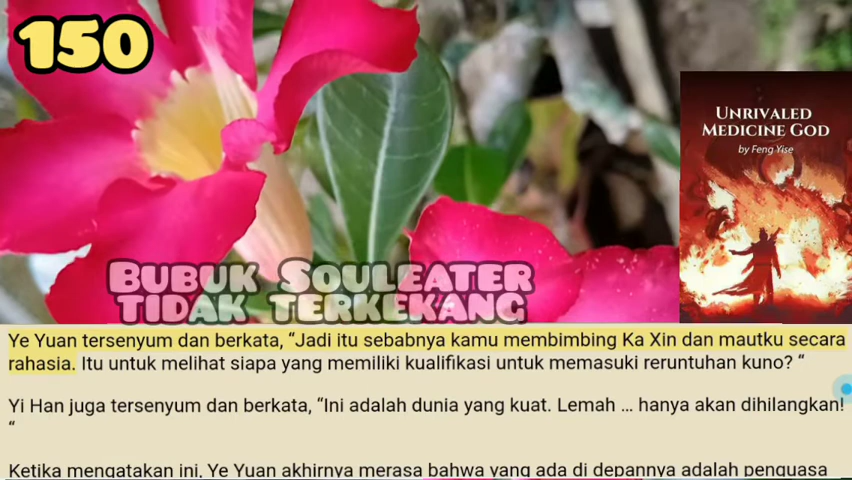 150
UNRIVALED
MEDICINE GOD
by Feng Yise
BUBUK SOULEATER
TIDAK TERKEKANG
Ye Yuan tersenyum dan berkata, “Jadi itu sebabnya kamu membimbing Ka Xin dan mautku secara
rahasia. Itu untuk melihat siapa yang memiliki kualifikasi untuk memasuki reruntuhan kuno? “
Yi Han juga tersenyum dan berkata, “Ini adalah dunia yang kuat. Lemah … hanya akan dihilangkan!
“
Ketika mengatakan ini, Ye Yuan akhirnya merasa bahwa yang ada di depannya adalah penguasa